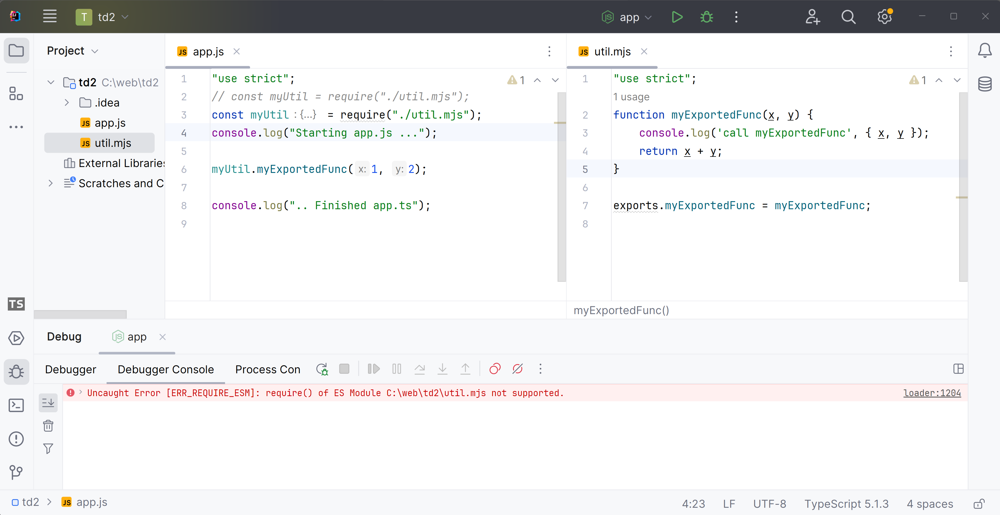 T td2
app
Project
td2 C:\web\td2
.idea
app.js
util.mjs
External Libraries
Scratches and C
app.js
1 "use strict";
2 // const myUtil = require("./util.mjs");
3 const myUtil : {...} = require("./util.mjs");
4 console.log("Starting app.js ...");
5
6 myUtil.myExportedFunc( x: 1, y: 2);
7
8 console.log(".. Finished app.ts");
9
1
util.mjs
1 "use strict";
1 usage
2 function myExportedFunc(x, y) {
3 console.log('call myExportedFunc', { x, y });
4 return x + y;
5 }
6
7 exports.myExportedFunc = myExportedFunc;
8
1
myExportedFunc()
TS
Debug app
Debugger Debugger Console Process Con
Uncaught Error [ERR_REQUIRE_ESM]: require() of ES Module C:\web\td2\util.mjs not supported. loader:1204
td2 > JS app.js
4:23 LF UTF-8 TypeScript 5.1.3 4 spaces